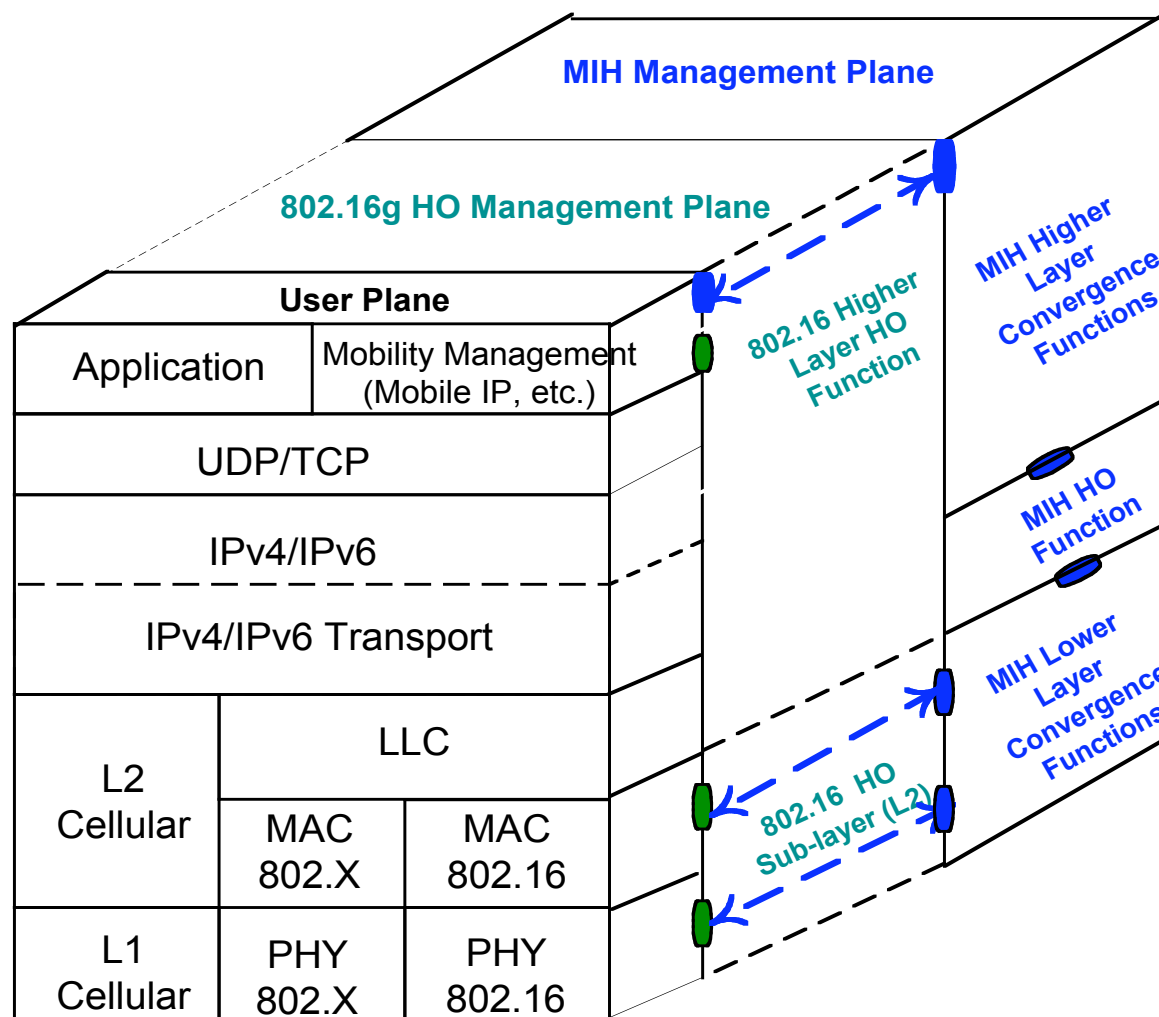 MIH Management Plane
802.16g HO Management Plane
User Plane
Application
Mobility Management
(Mobile IP, etc.)
UDP/TCP
IPv4/IPv6
IPv4/IPv6 Transport
L2
Cellular
LLC
MAC
802.X
MAC
802.16
L1
Cellular
PHY
802.X
PHY
802.16
802.16 Higher
Layer HO
Function
802.16 HO
Sub-layer (L2)
MIH Higher
Layer
Convergence
Functions
MIH HO
Function
MIH Lower
Layer
Convergence
Functions